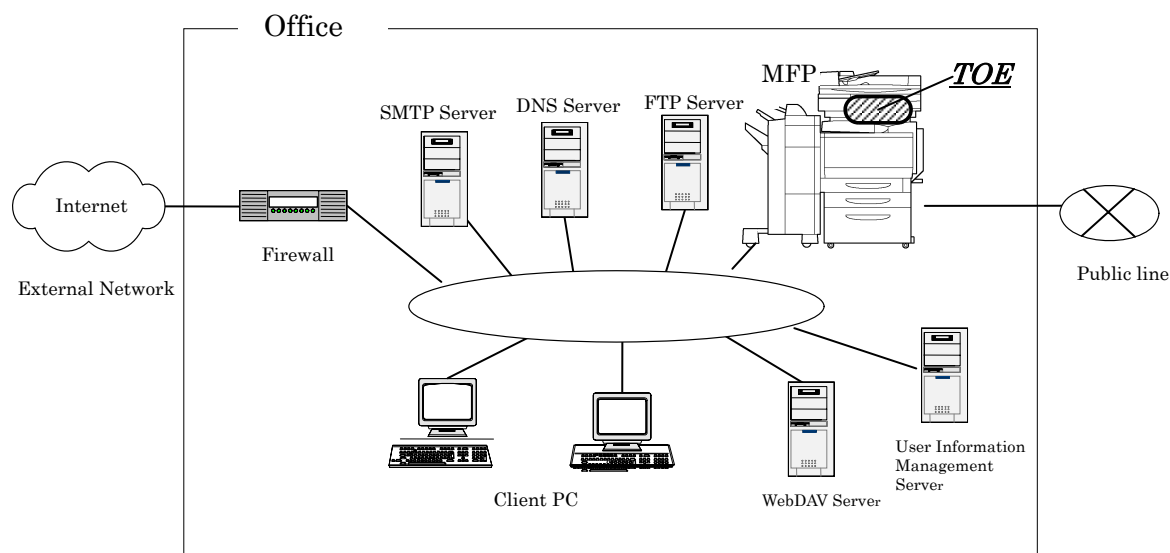 Office
MFP
TOE
SMTP Server
DNS Server
FTP Server
Internet
Firewall
External Network
Public line
Client PC
WebDAV Server
User Information
Management
Server